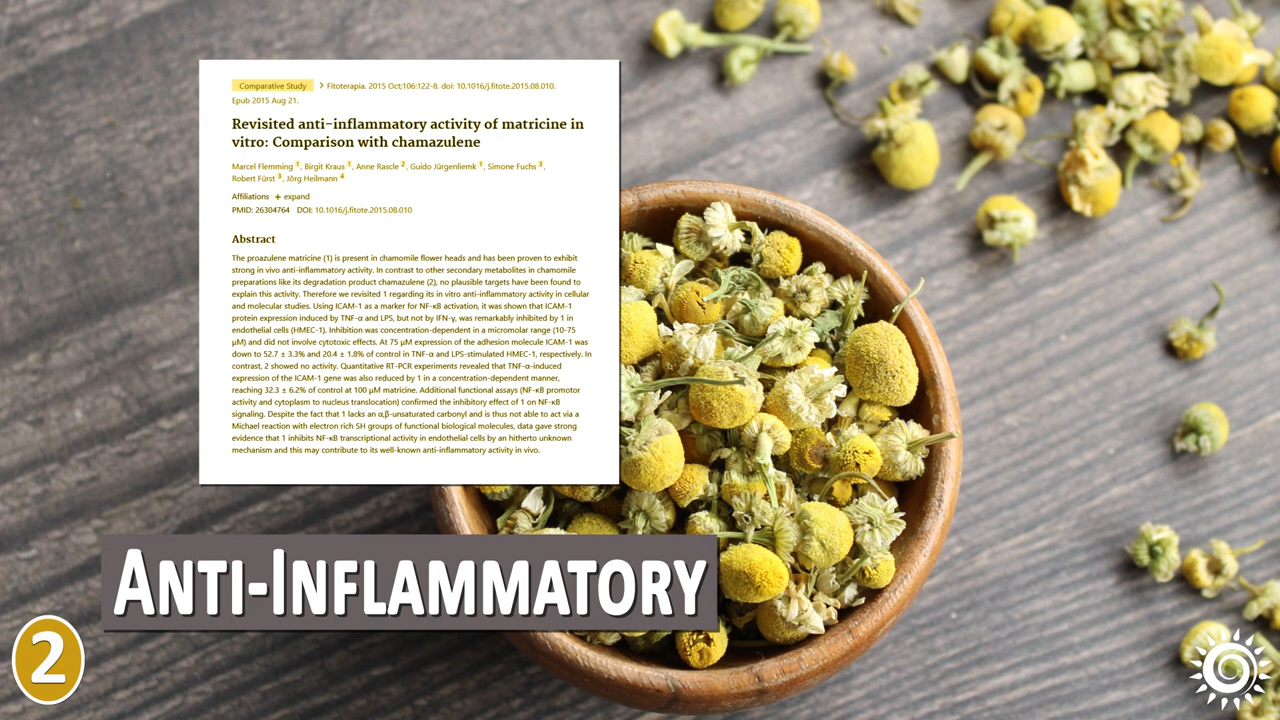 Comparative Study > Fitoterapia. 2015 Oct;106:122-8. doi: 10.1016/j.fitote.2015.08.010.
Epub 2015 Aug 21.
Revisited anti-inflammatory activity of matricine in
vitro: Comparison with chamazulene
Marcel Flemming 1, Birgit Kraus 1, Anne Rascle 2, Guido Jürgenliemk 1, Simone Fuchs 3,
Robert Fürst 3, Jörg Heilmann 4
Affiliations + expand
PMID: 26304764 DOI: 10.1016/j.fitote.2015.08.010
Abstract
The proazulene matricine (1) is present in chamomile flower heads and has been proven to exhibit
strong in vivo anti-inflammatory activity. In contrast to other secondary metabolites in chamomile
preparations like its degradation product chamazulene (2), no plausible targets have been found to
explain this activity. Therefore we revisited 1 regarding its in vitro anti-inflammatory activity in cellular
and molecular studies. Using ICAM-1 as a marker for NF-κB activation, it was shown that ICAM-1
protein expression induced by TNF-α and LPS, but not by IFN-γ, was remarkably inhibited by 1 in
endothelial cells (HMEC-1). Inhibition was concentration-dependent in a micromolar range (10-75
μM) and did not involve cytotoxic effects. At 75 μM expression of the adhesion molecule ICAM-1 was
down to 52.7 ± 3.3% and 20.4 ± 1.8% of control in TNF-α and LPS-stimulated HMEC-1, respectively. In
contrast, 2 showed no activity. Quantitative RT-PCR experiments revealed that TNF-α-induced
expression of the ICAM-1 gene was also reduced by 1 in a concentration-dependent manner,
reaching 32.3 ± 6.2% of control at 100 μM matricine. Additional functional assays (NF-κB promotor
activity and cytoplasm to nucleus translocation) confirmed the inhibitory effect of 1 on NF-κB
signaling. Despite the fact that 1 lacks an α,β-unsaturated carbonyl and is thus not able to act via a
Michael reaction with electron rich SH groups of functional biological molecules, data gave strong
evidence that 1 inhibits NF-κB transcriptional activity in endothelial cells by an hitherto unknown
mechanism and this may contribute to its well-known anti-inflammatory activity in vivo.
Anti-Inflammatory
2